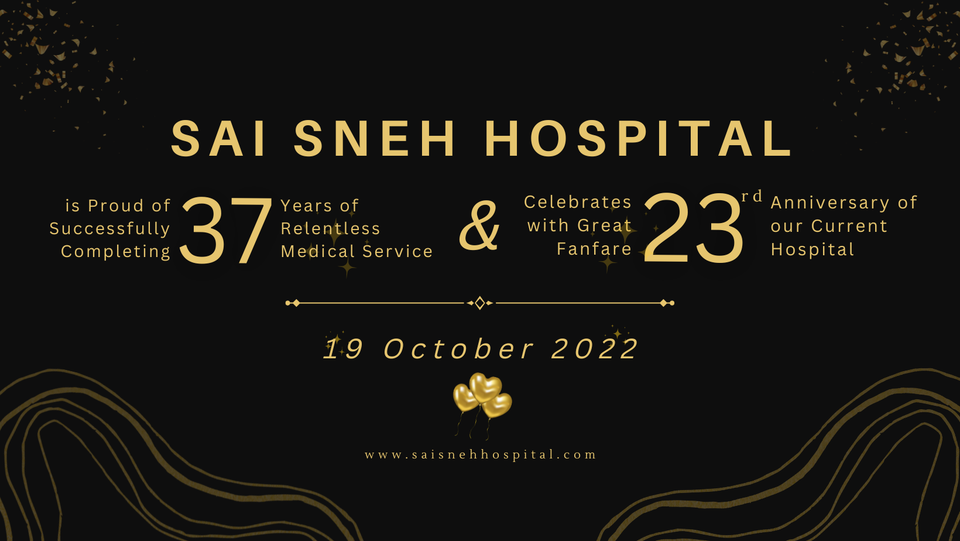 SAI SNEH HOSPITAL
is Proud of
Successfully
Completing
37
Years of
Relentless
Medical Service
&
Celebrates
with Great
Fanfare
23rd
Anniversary of
our Current
Hospital
19 October 2022
www.saisnehhospital.com